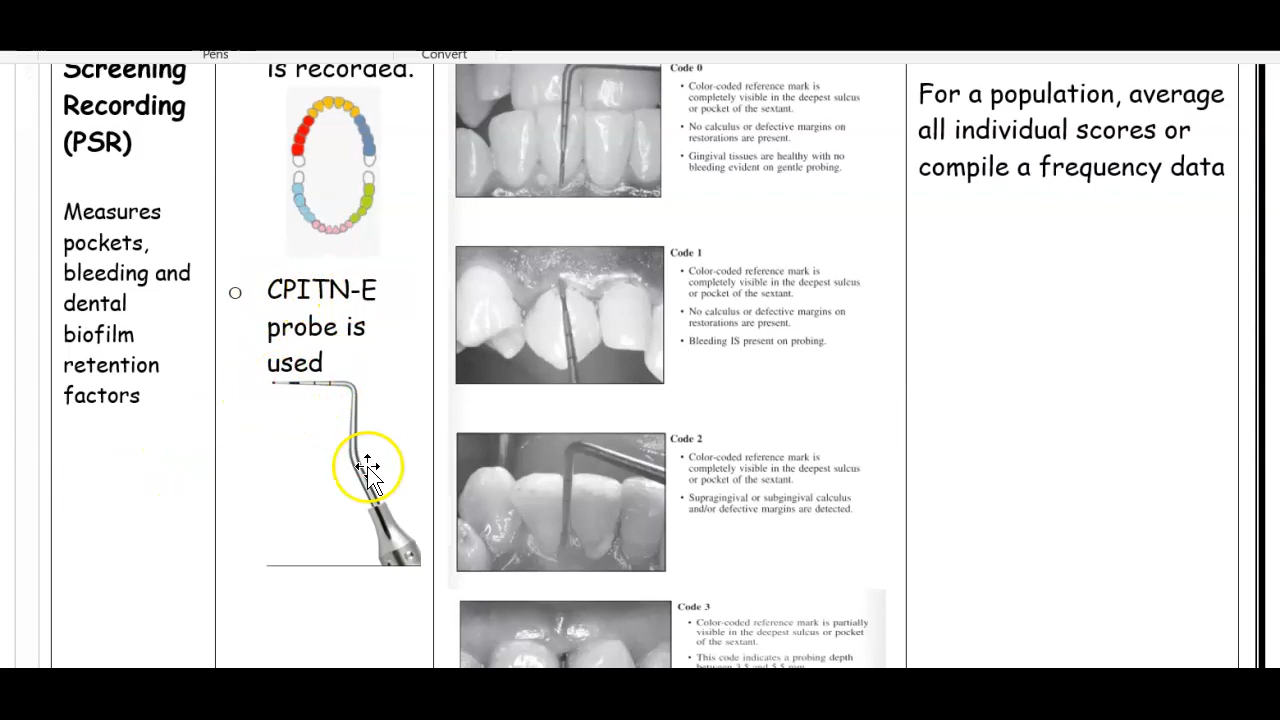 Pens
Convert
Screening
Recording
(PSR)
Measures
pockets,
bleeding and
dental
biofilm
retention
factors
is recorded.
CPITN-E
probe is
used
Code 0
• Color-coded reference mark is
completely visible in the deepest sulcus
or pocket of the sextant.
• No calculus or defective margins on
restorations are present.
• Gingival tissues are healthy with no
bleeding evident on gentle probing.
Code 1
• Color-coded reference mark is
completely visible in the deepest sulcus
or pocket of the sextant.
• No calculus or defective margins on
restorations are present.
• Bleeding IS present on probing.
Code 2
• Color-coded reference mark is
completely visible in the deepest sulcus
or pocket of the sextant.
• Supragingival or subgingival calculus
and/or defective margins are detected.
Code 3
• Color-coded reference mark is partially
visible in the deepest sulcus or pocket
of the sextant.
• This code indicates a probing depth
between 3.5 and 5.5 mm
For a population, average
all individual scores or
compile a frequency data